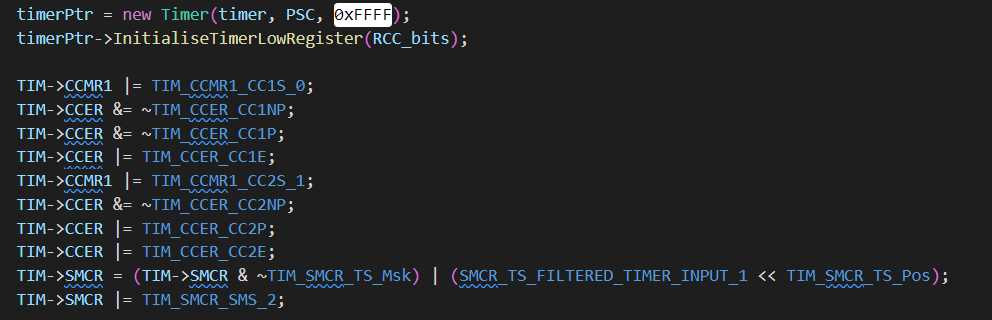 timerPtr = new Timer(timer, PSC, 0xFFFF);
timerPtr->InitialiseTimerLowRegister(RCC_bits);
TIM->CCMR1 |= TIM_CCMR1_CC1S_0;
TIM->CCER &= ~TIM_CCER_CC1NP;
TIM->CCER &= ~TIM_CCER_CC1P;
TIM->CCER |= TIM_CCER_CC1E;
TIM->CCMR1 |= TIM_CCMR1_CC2S_1;
TIM->CCER &= ~TIM_CCER_CC2NP;
TIM->CCER |= TIM_CCER_CC2P;
TIM->CCER |= TIM_CCER_CC2E;
TIM->SMCR = (TIM->SMCR & ~TIM_SMCR_TS_Msk) | (SMCR_TS_FILTERED_TIMER_INPUT_1 << TIM_SMCR_TS_Pos);
TIM->SMCR |= TIM_SMCR_SMS_2;